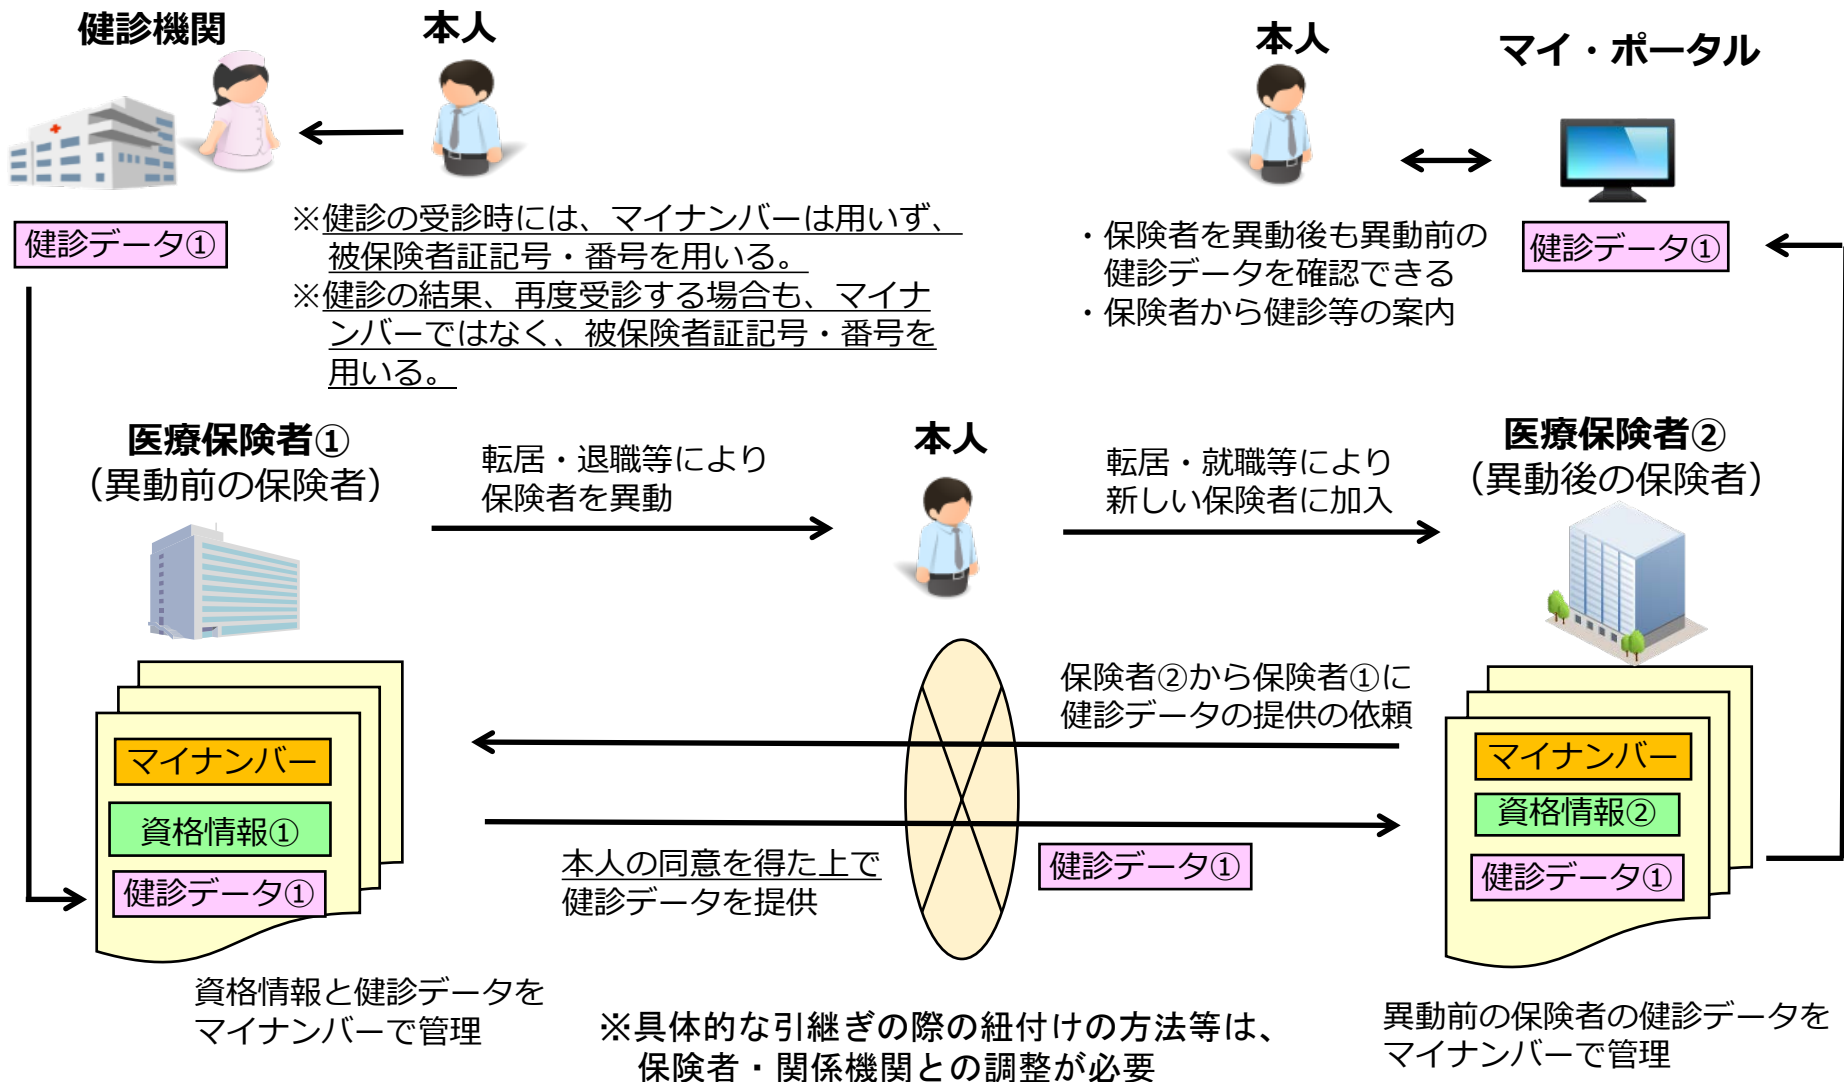 健診機関
本人
健診データ①
※健診の受診時には、マイナンバーは用いず、
被保険者証記号・番号を用いる。
※健診の結果、再度受診する場合も、マイナ
ンバーではなく、被保険者証記号・番号を
用いる。
本人
マイ・ポータル
・保険者を異動後も異動前の
健診データを確認できる
・保険者から健診等の案内
健診データ①
医療保険者①
（異動前の保険者）
転居・退職等により
保険者を異動
本人
転居・就職等により
新しい保険者に加入
医療保険者②
（異動後の保険者）
マイナンバー
資格情報①
健診データ①
保険者②から保険者①に
健診データの提供の依頼
本人の同意を得た上で
健診データを提供
健診データ①
マイナンバー
資格情報②
健診データ①
資格情報と健診データを
マイナンバーで管理
※具体的な引継ぎの際の紐付けの方法等は、
保険者・関係機関との調整が必要
異動前の保険者の健診データを
マイナンバーで管理